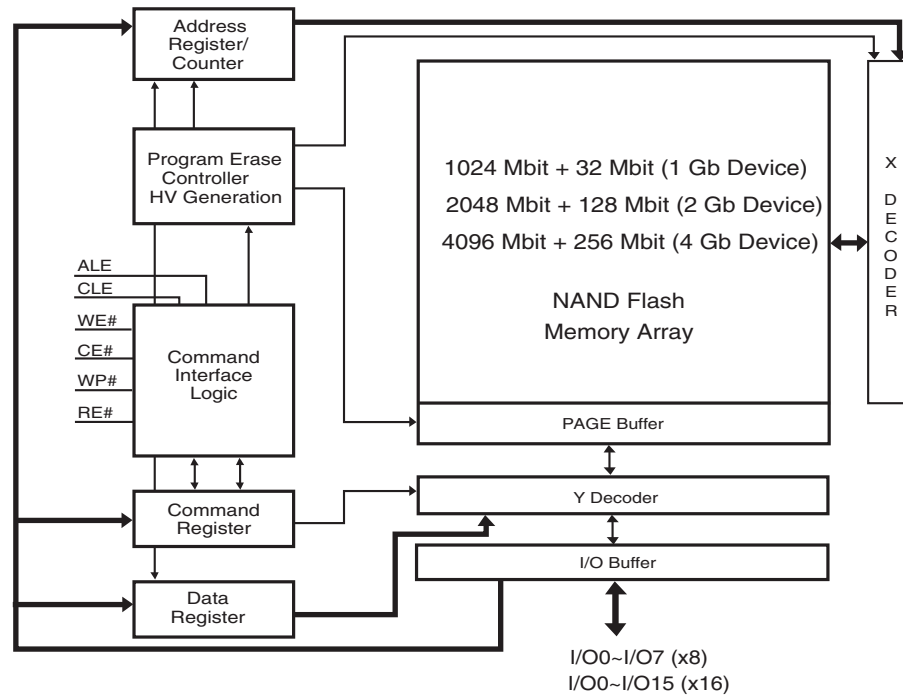 Address
Register/
Counter
Program Erase
Controller
HV Generation
ALE
CLE
WE#
CE#
WP#
RE#
Command
Interface
Logic
Command
Register
Data
Register
1024 Mbit + 32 Mbit (1 Gb Device)
2048 Mbit + 128 Mbit (2 Gb Device)
4096 Mbit + 256 Mbit (4 Gb Device)
NAND Flash
Memory Array
PAGE Buffer
Y Decoder
I/O Buffer
I/O0~I/O7 (x8)
I/O0~I/O15 (x16)
X
DECODER